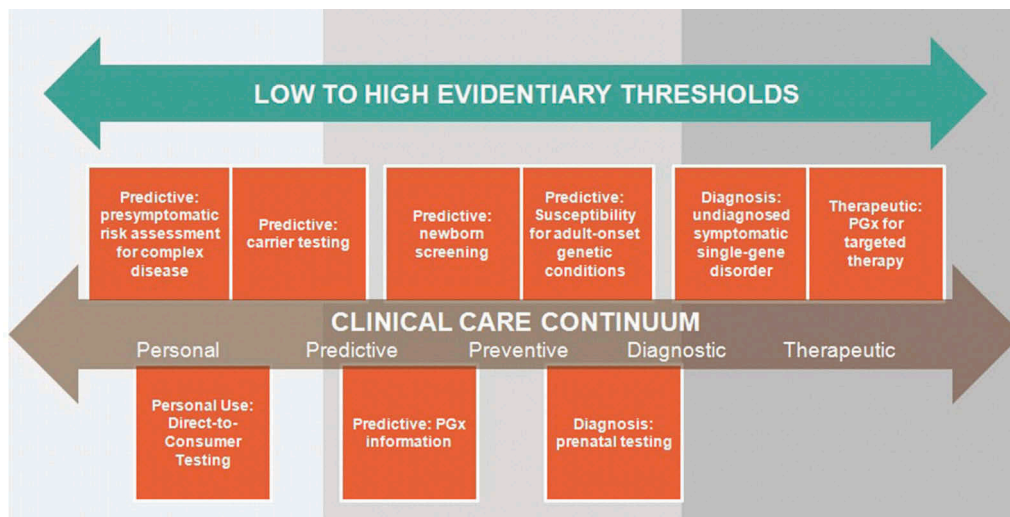 LOW TO HIGH EVIDENTIARY THRESHOLDS
Predictive:
presymptomatic
risk assessment
for complex
disease
Predictive:
carrier testing
Predictive:
newborn
screening
Predictive:
Susceptibility
for adult-onset
genetic
conditions
Diagnosis:
undiagnosed
symptomatic
single-gene
disorder
Therapeutic:
PGx for
targeted
therapy
CLINICAL CARE CONTINUUM
Personal Predictive Preventive Diagnostic Therapeutic
Personal Use:
Direct-to-
Consumer
Testing
Predictive: PGx
information
Diagnosis:
prenatal testing